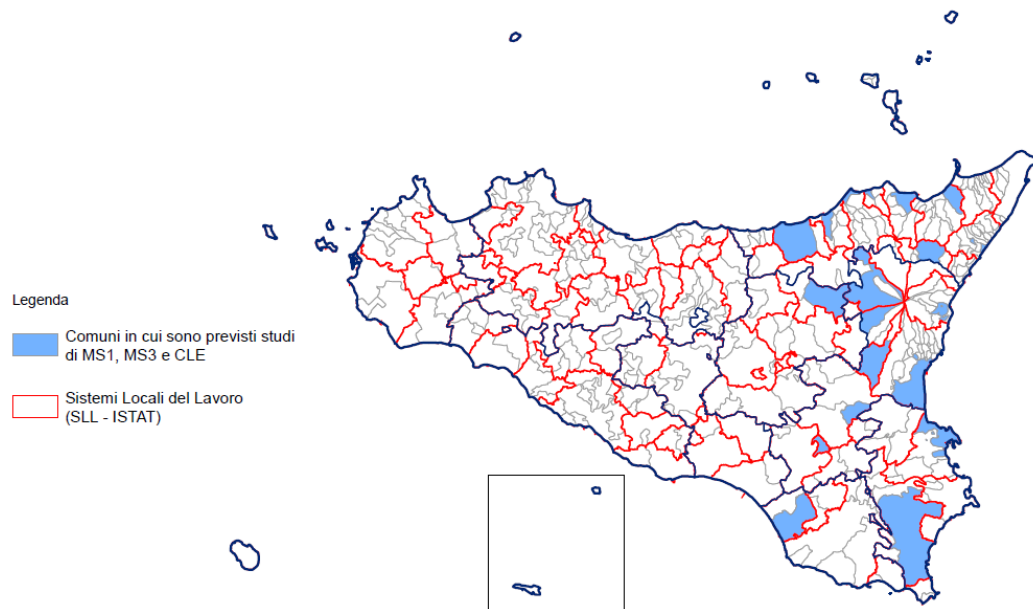 Legenda
Comuni in cui sono previsti studi
di MS1, MS3 e CLE
Sistemi Locali del Lavoro
(SLL - ISTAT)